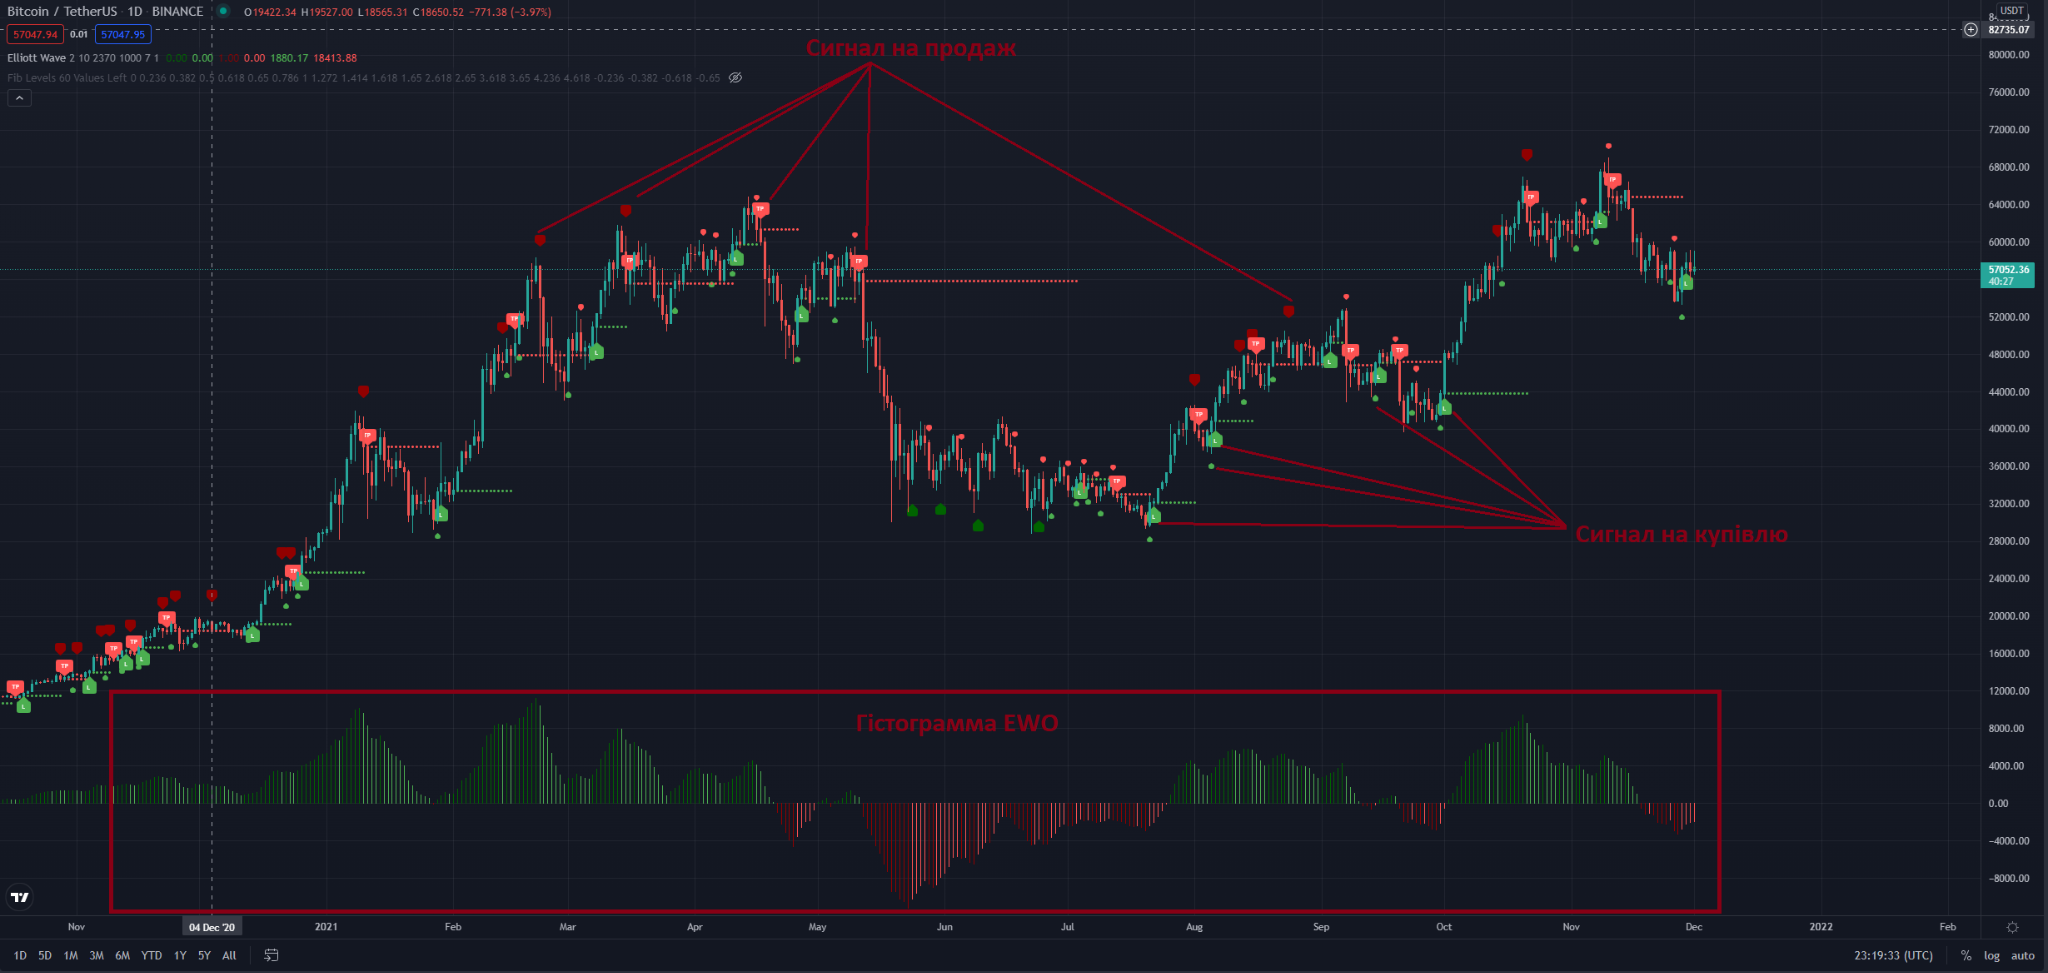 Bitcoin / TetherUS 1D BINANCE O19422.34 H19527.00 L18565.31 C18650.52 −771.38 (−3.97%)
57047.94 0.01 57047.95
Elliott Wave 2 10 2370 1000 7 1 0.00 0.00 0.00 0.00 1880.17 18413.88
Fib Levels 60 Values Left 0 0.236 0.382 0.5 0.618 0.65 0.786 1 1.272 1.414 1.618 1.65 2.618 2.65 3.618 3.65 4.236 4.618 -0.236 -0.382 -0.618 -0.65
Сигнал на продаж
Сигнал на купівлю
Гістограмма EWO
USDT
82735.07
80000.00
76000.00
72000.00
68000.00
64000.00
60000.00
57052.36
40:27
52000.00
48000.00
44000.00
40000.00
36000.00
32000.00
28000.00
24000.00
20000.00
16000.00
12000.00
8000.00
4000.00
0.00
−4000.00
−8000.00
Nov 04 Dec '20 2021 Feb Mar Apr May Jun Jul Aug Sep Oct Nov Dec 2022 Feb
1D 5D 1M 3M 6M YTD 1Y 5Y All 23:19:33 (UTC) % log auto